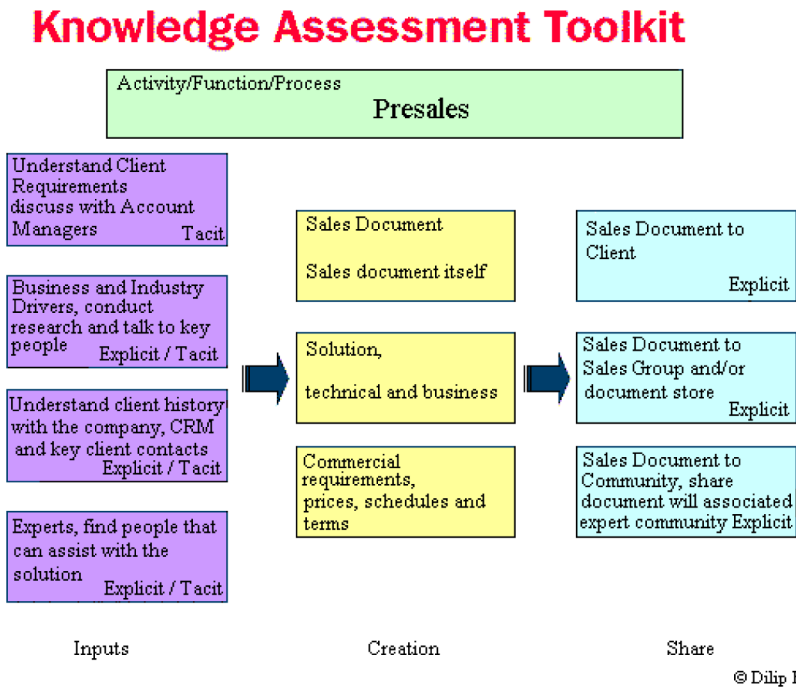 Knowledge Assessment Toolkit
Activity/Function/Process
Presales
Understand Client
Requirements
discuss with Account
Managers Tacit
Business and Industry
Drivers, conduct
research and talk to key
people Explicit / Tacit
Understand client history
with the company, CRM
and key client contacts
Explicit / Tacit
Experts, find people that
can assist with the
solution
Explicit / Tacit
Inputs
Sales Document
Sales document itself
Solution,
technical and business
Commercial
requirements,
prices, schedules and
terms
Creation
Sales Document to
Client
Explicit
Sales Document to
Sales Group and/or
document store
Explicit
Sales Document to
Community, share
document will associated
expert community Explicit
Share
© Dilip